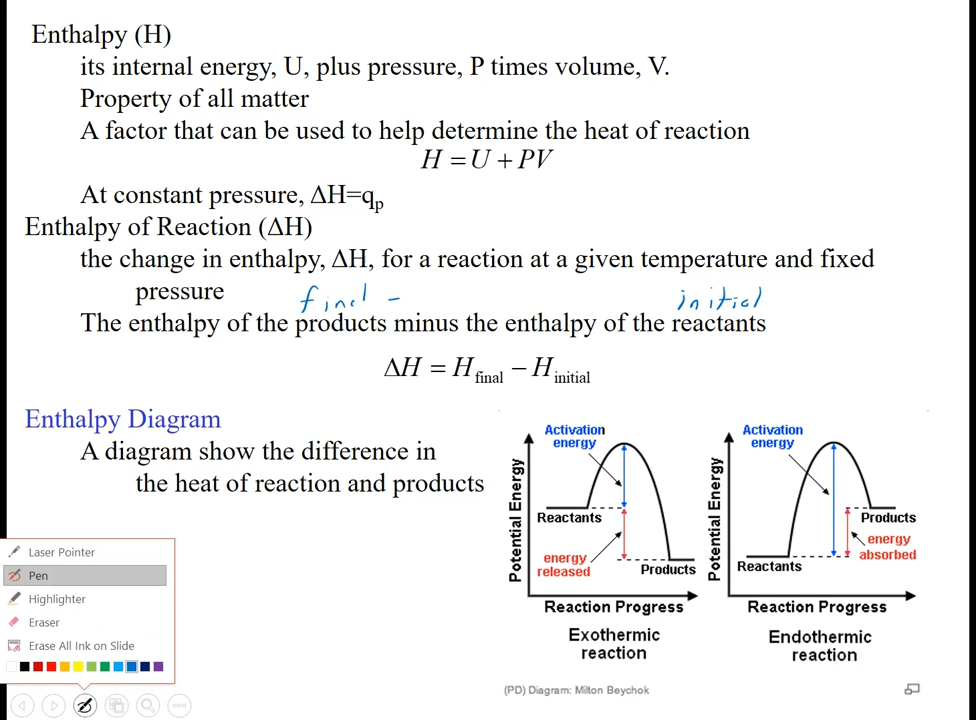 Enthalpy (H)
its internal energy, U, plus pressure, P times volume, V.
Property of all matter
A factor that can be used to help determine the heat of reaction
H = U + PV
At constant pressure, ΔH=qₚ
Enthalpy of Reaction (ΔH)
the change in enthalpy, ΔH, for a reaction at a given temperature and fixed
pressure
final - initial
The enthalpy of the products minus the enthalpy of the reactants
ΔH = H final − H initial
Enthalpy Diagram
A diagram show the difference in
the heat of reaction and products
Potential Energy
Activation
energy
Reactants
energy
released
Products
Reaction Progress
Exothermic
reaction
Potential Energy
Activation
energy
Products
energy
absorbed
Reactants
Reaction Progress
Endothermic
reaction
(PD) Diagram: Milton Beychok
Laser Pointer
Pen
Highlighter
Eraser
Erase All Ink on Slide